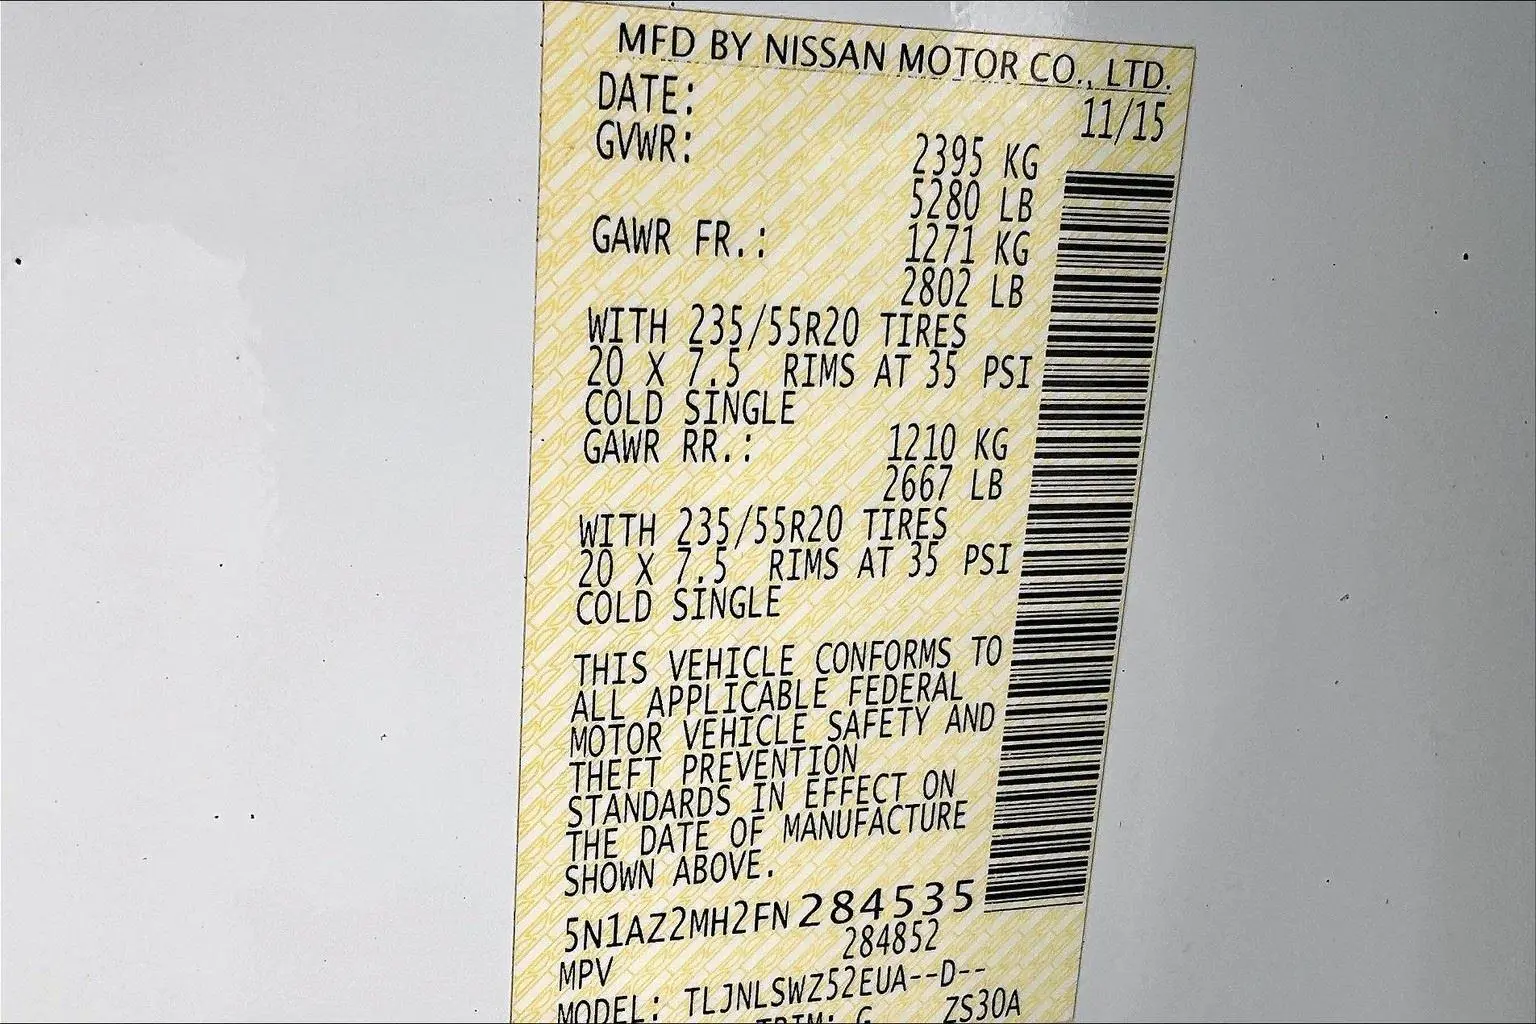 MFD BY NISSAN MOTOR CO., LTD.
DATE: 11/15
GVWR: 2395 KG
5280 LB
GAWR FR.: 1271 KG
2802 LB
WITH 235/55R20 TIRES
20 X 7.5 RIMS AT 35 PSI
COLD SINGLE
GAWR RR.: 1210 KG
2667 LB
WITH 235/55R20 TIRES
20 X 7.5 RIMS AT 35 PSI
COLD SINGLE
THIS VEHICLE CONFORMS TO
ALL APPLICABLE FEDERAL
MOTOR VEHICLE SAFETY AND
THEFT PREVENTION
STANDARDS IN EFFECT ON
THE DATE OF MANUFACTURE
SHOWN ABOVE.
5N1AZ2MH2FN284535
284852
MPV
MODEL: TLJNLSWZ52EUA--D--
TRIM: G ZS30A